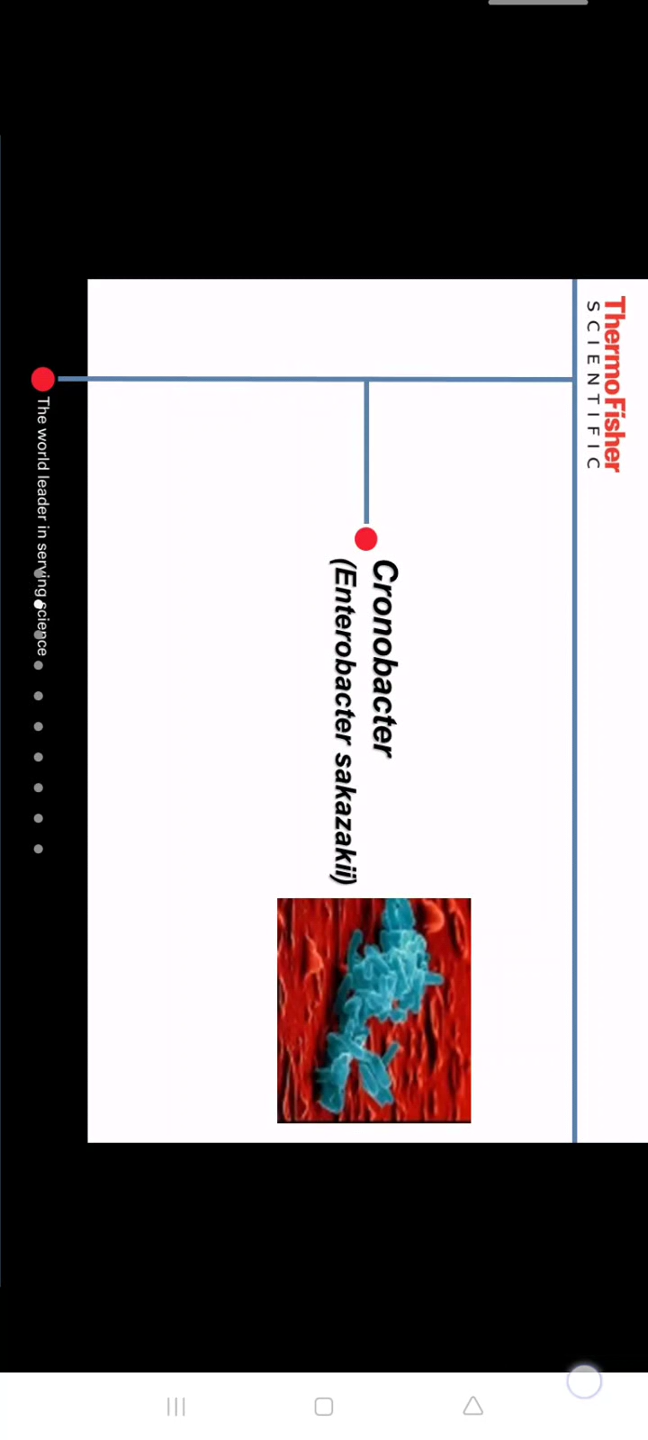 ThermoFisher
SCIENTIFIC
Cronobacter
(Enterobacter sakazakii)
The world leader in serving science